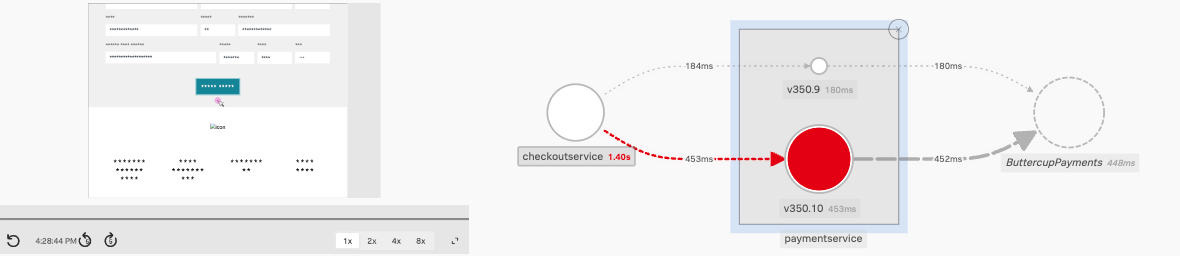 **** ***** *******
************* ** *************
****** **** ****** ***** **** ***
******************* ******* **** **
***** *****
icon
******* **** ******* ****
****** ******* ** ****
**** ***
4:28:44 PM 1x 2x 4x 8x
184ms 180ms
v350.9 180ms
checkoutservice 1.40s
453ms 452ms
ButtercupPayments 448ms
v350.10 453ms
paymentservice